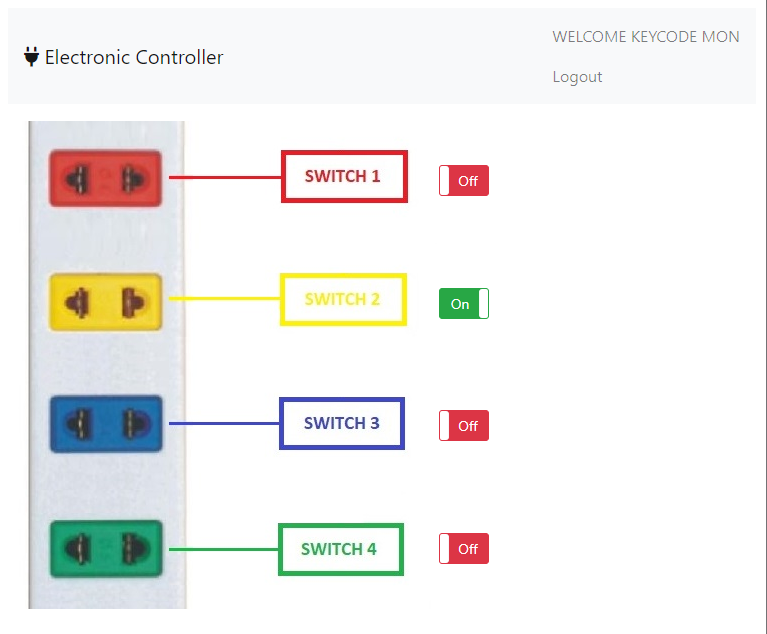 Electronic Controller
WELCOME KEYCODE MON
Logout
SWITCH 1
Off
SWITCH 2
On
SWITCH 3
Off
SWITCH 4
Off